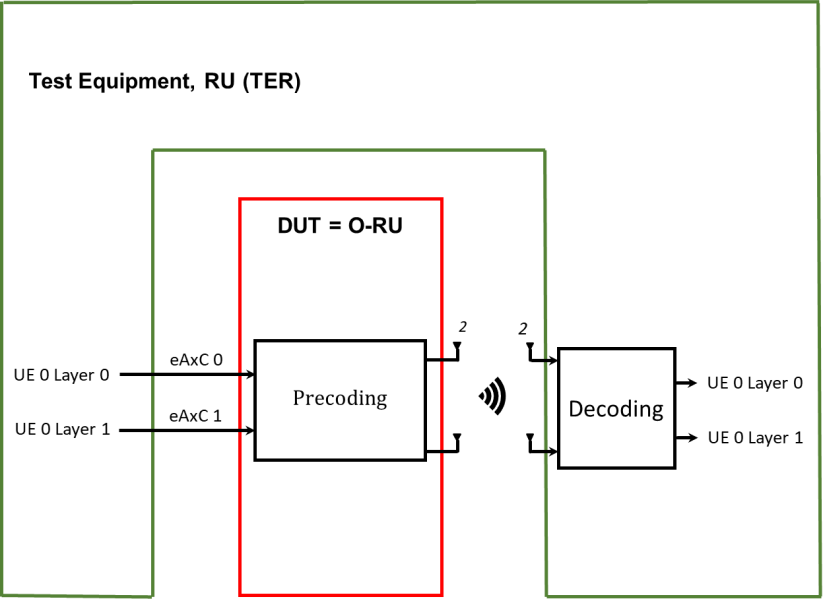 Test Equipment, RU (TER)
DUT = O-RU
2
2
eAxC 0
UE 0 Layer 0
Precoding
UE 0 Layer 0
Decoding
eAxC 1
UE 0 Layer 1
UE 0 Layer 1